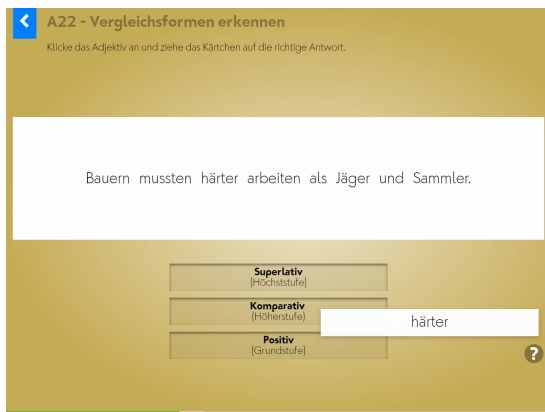 A22 - Vergleichsformen erkennen
Klicke das Adjektiv an und ziehe das Kärtchen auf die richtige Antwort.
Bauern mussten härter arbeiten als Jäger und Sammler.
Superlativ
(Höchststufe)
Komparativ
(Höherstufe)
härter
Positiv
(Grundstufe)
?